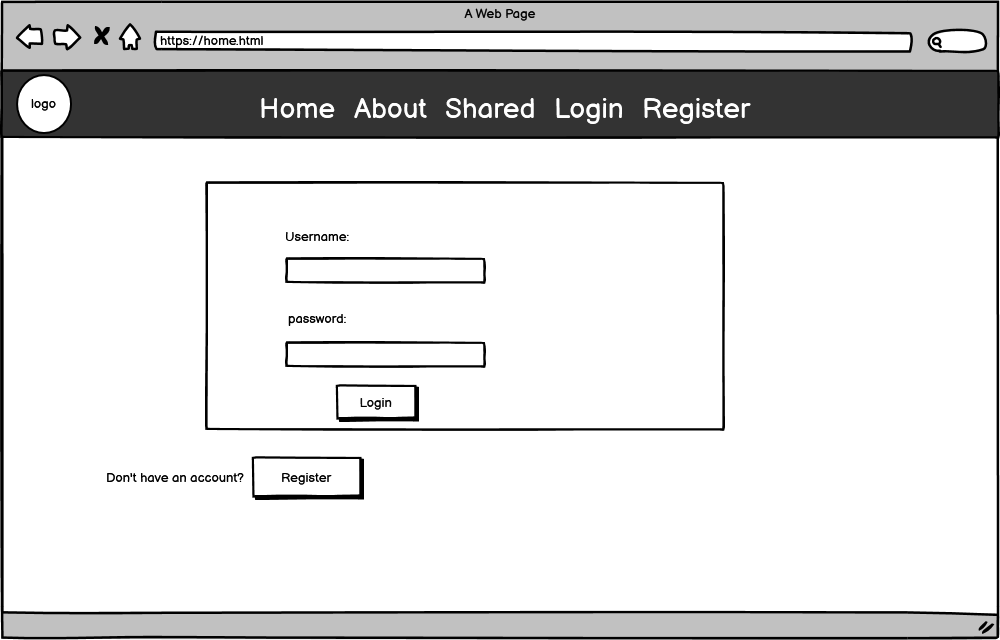 A Web Page
https://home.html
logo
Home About Shared Login Register
Username:
password:
Login
Don't have an account? Register